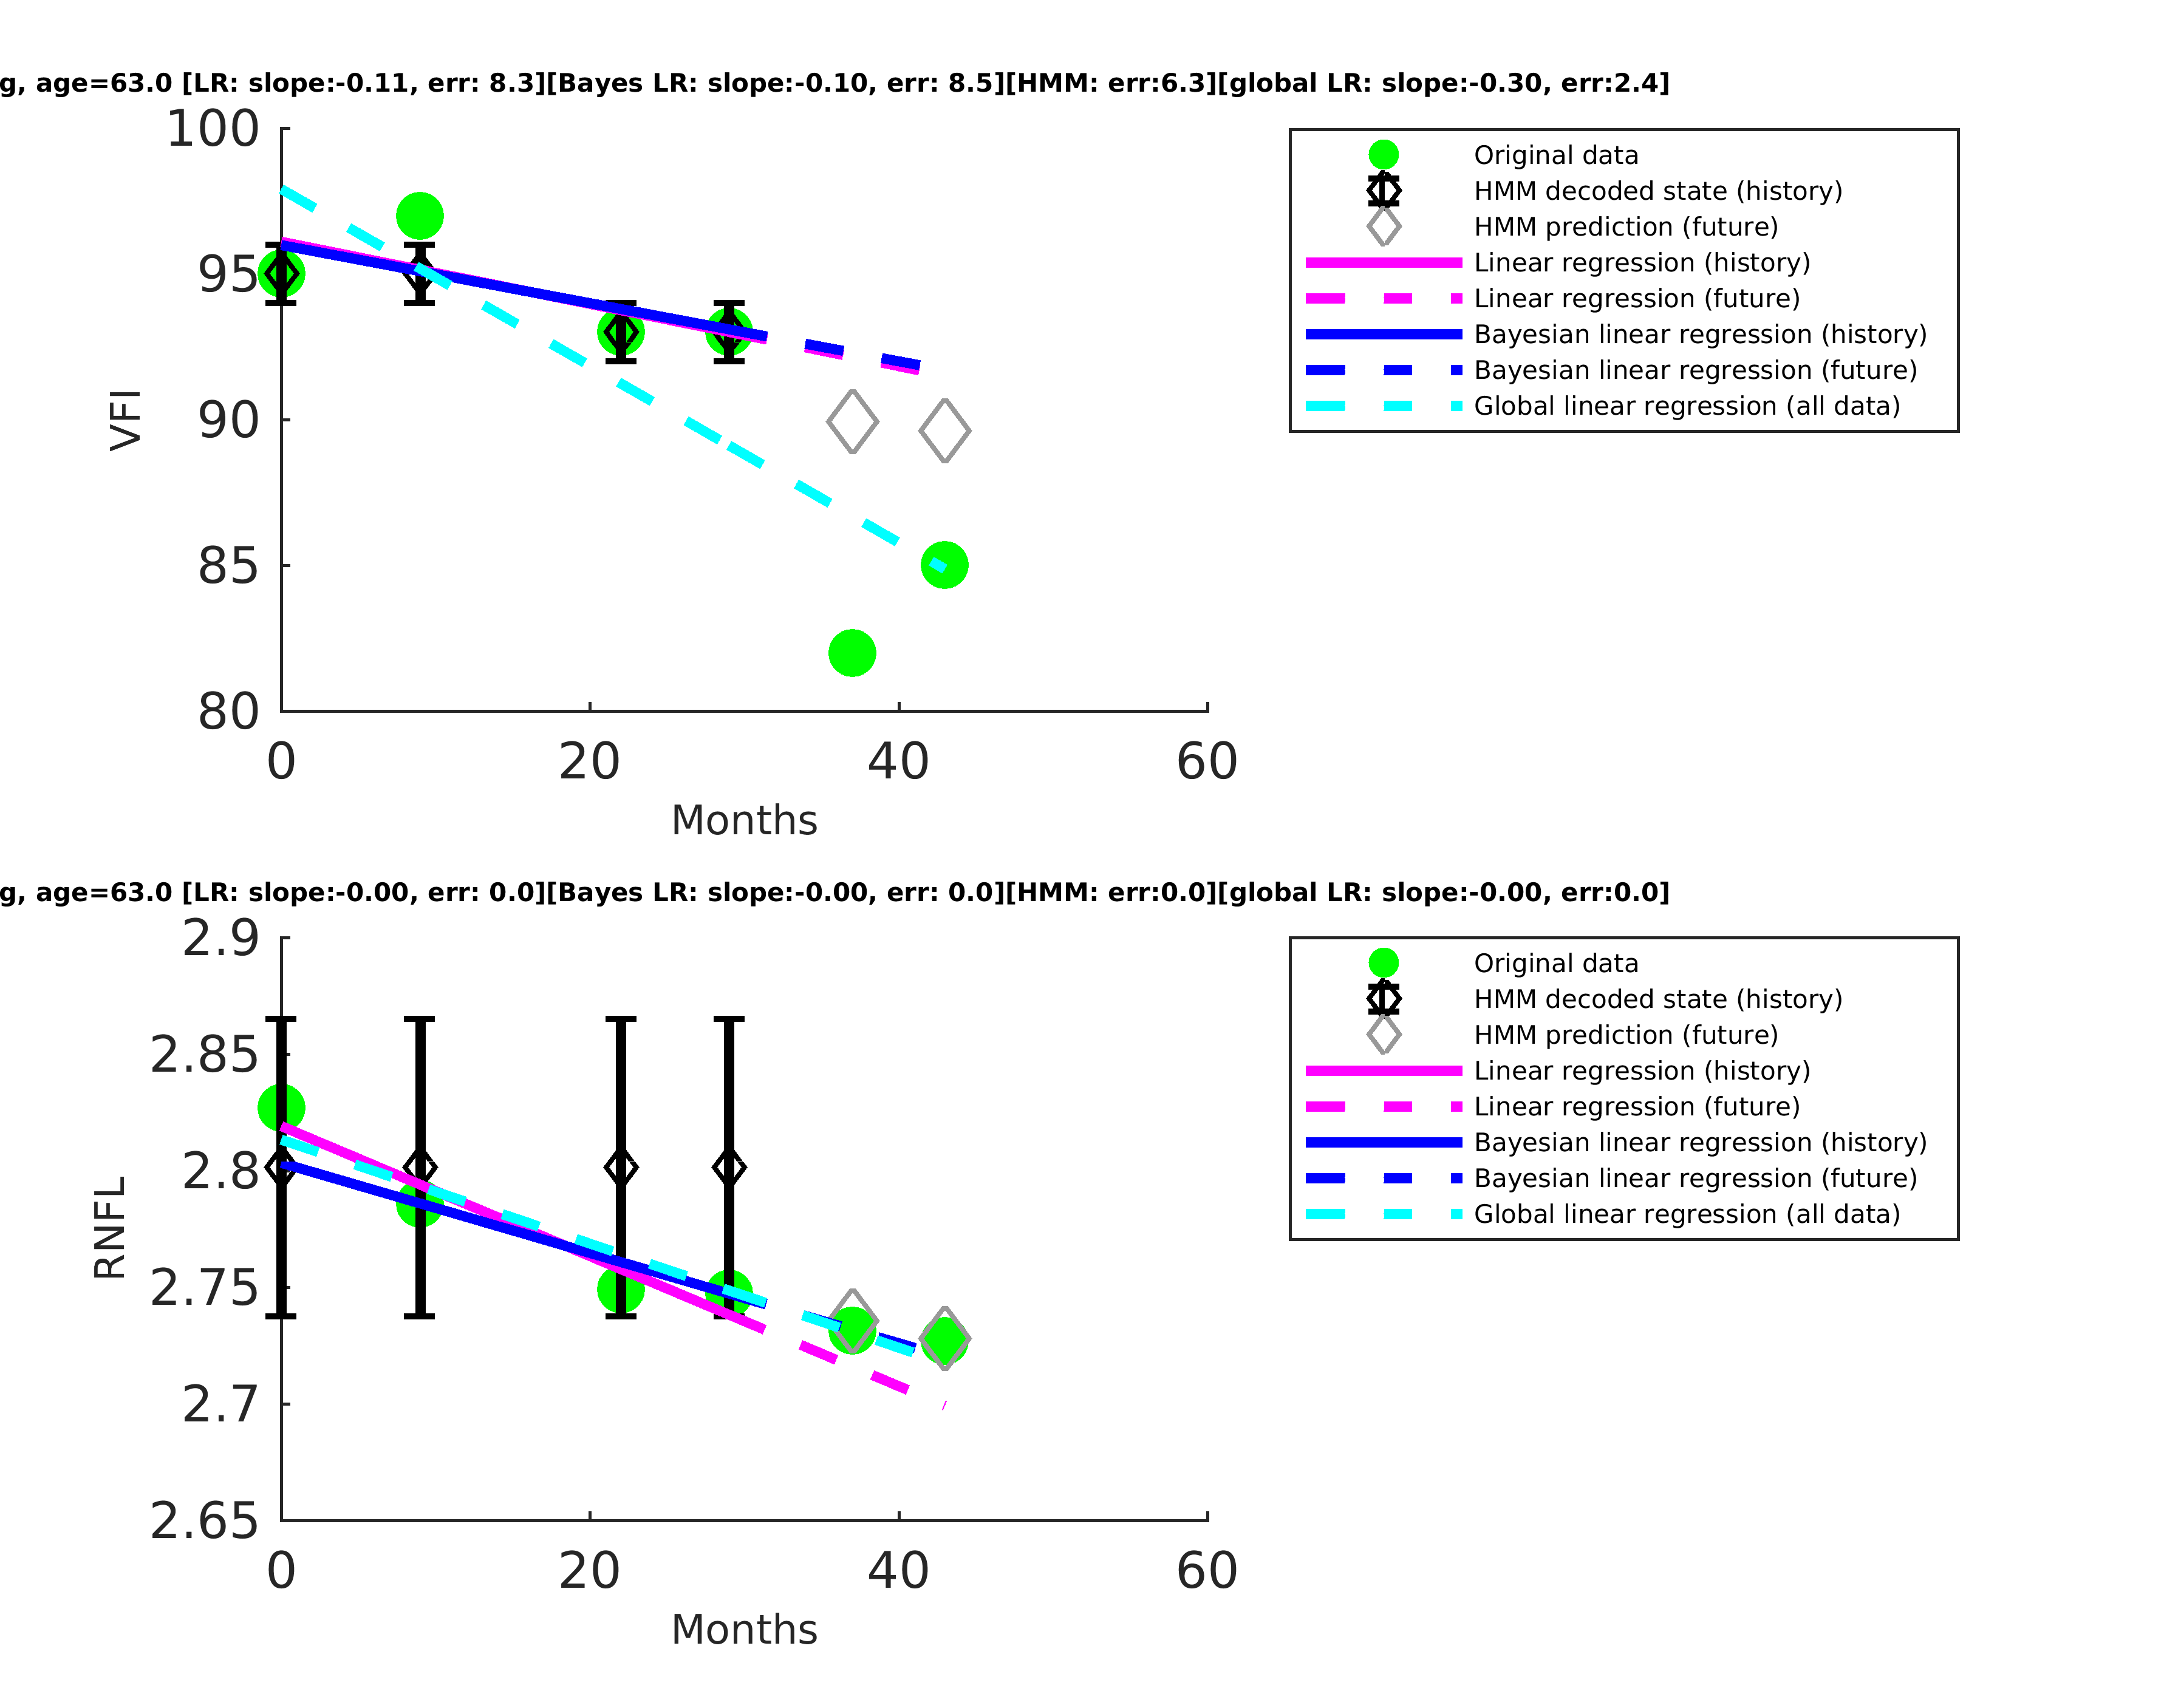 g, age=63.0 [LR: slope:-0.11, err: 8.3][Bayes LR: slope:-0.10, err: 8.5][HMM: err:6.3][global LR: slope:-0.30, err:2.4]
100
95
90
85
80
VFI
0 20 40 60
Months
Original data
HMM decoded state (history)
HMM prediction (future)
Linear regression (history)
Linear regression (future)
Bayesian linear regression (history)
Bayesian linear regression (future)
Global linear regression (all data)
g, age=63.0 [LR: slope:-0.00, err: 0.0][Bayes LR: slope:-0.00, err: 0.0][HMM: err:0.0][global LR: slope:-0.00, err:0.0]
2.9
2.85
2.8
2.75
2.7
2.65
RNFL
0 20 40 60
Months
Original data
HMM decoded state (history)
HMM prediction (future)
Linear regression (history)
Linear regression (future)
Bayesian linear regression (history)
Bayesian linear regression (future)
Global linear regression (all data)